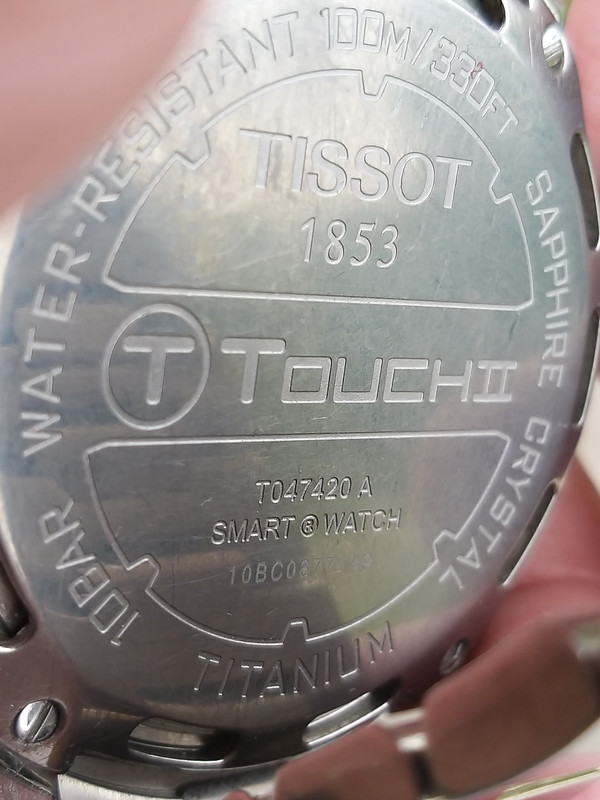 WATER-RESISTANT 100M/330FT
SAPPHIRE CRYSTAL
TISSOT
1853
T TOUCH II
T047420 A
SMART ® WATCH
10BAR
TITANIUM